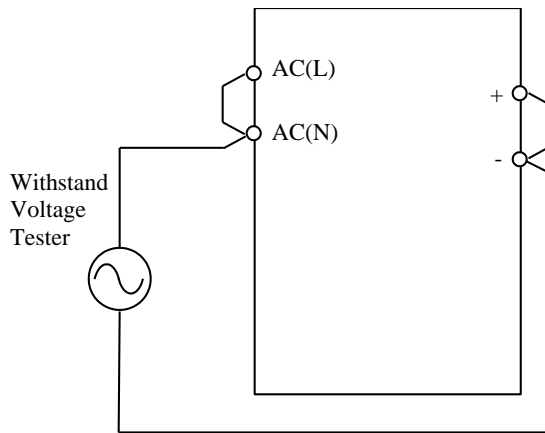 AC(L)
+
AC(N)
-
Withstand
Voltage
Tester